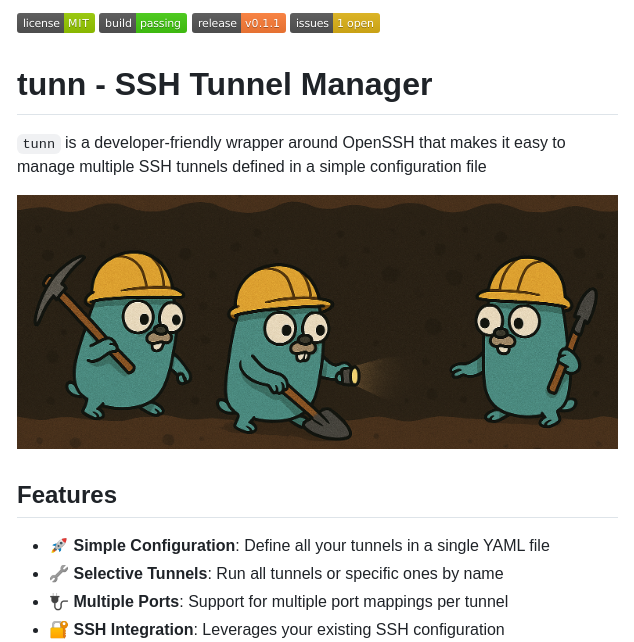 license MIT build passing release v0.1.1 issues 1 open
tunn - SSH Tunnel Manager
tunn is a developer-friendly wrapper around OpenSSH that makes it easy to
manage multiple SSH tunnels defined in a simple configuration file
Features
🚀 Simple Configuration: Define all your tunnels in a single YAML file
🔧 Selective Tunnels: Run all tunnels or specific ones by name
🔌 Multiple Ports: Support for multiple port mappings per tunnel
🔐 SSH Integration: Leverages your existing SSH configuration